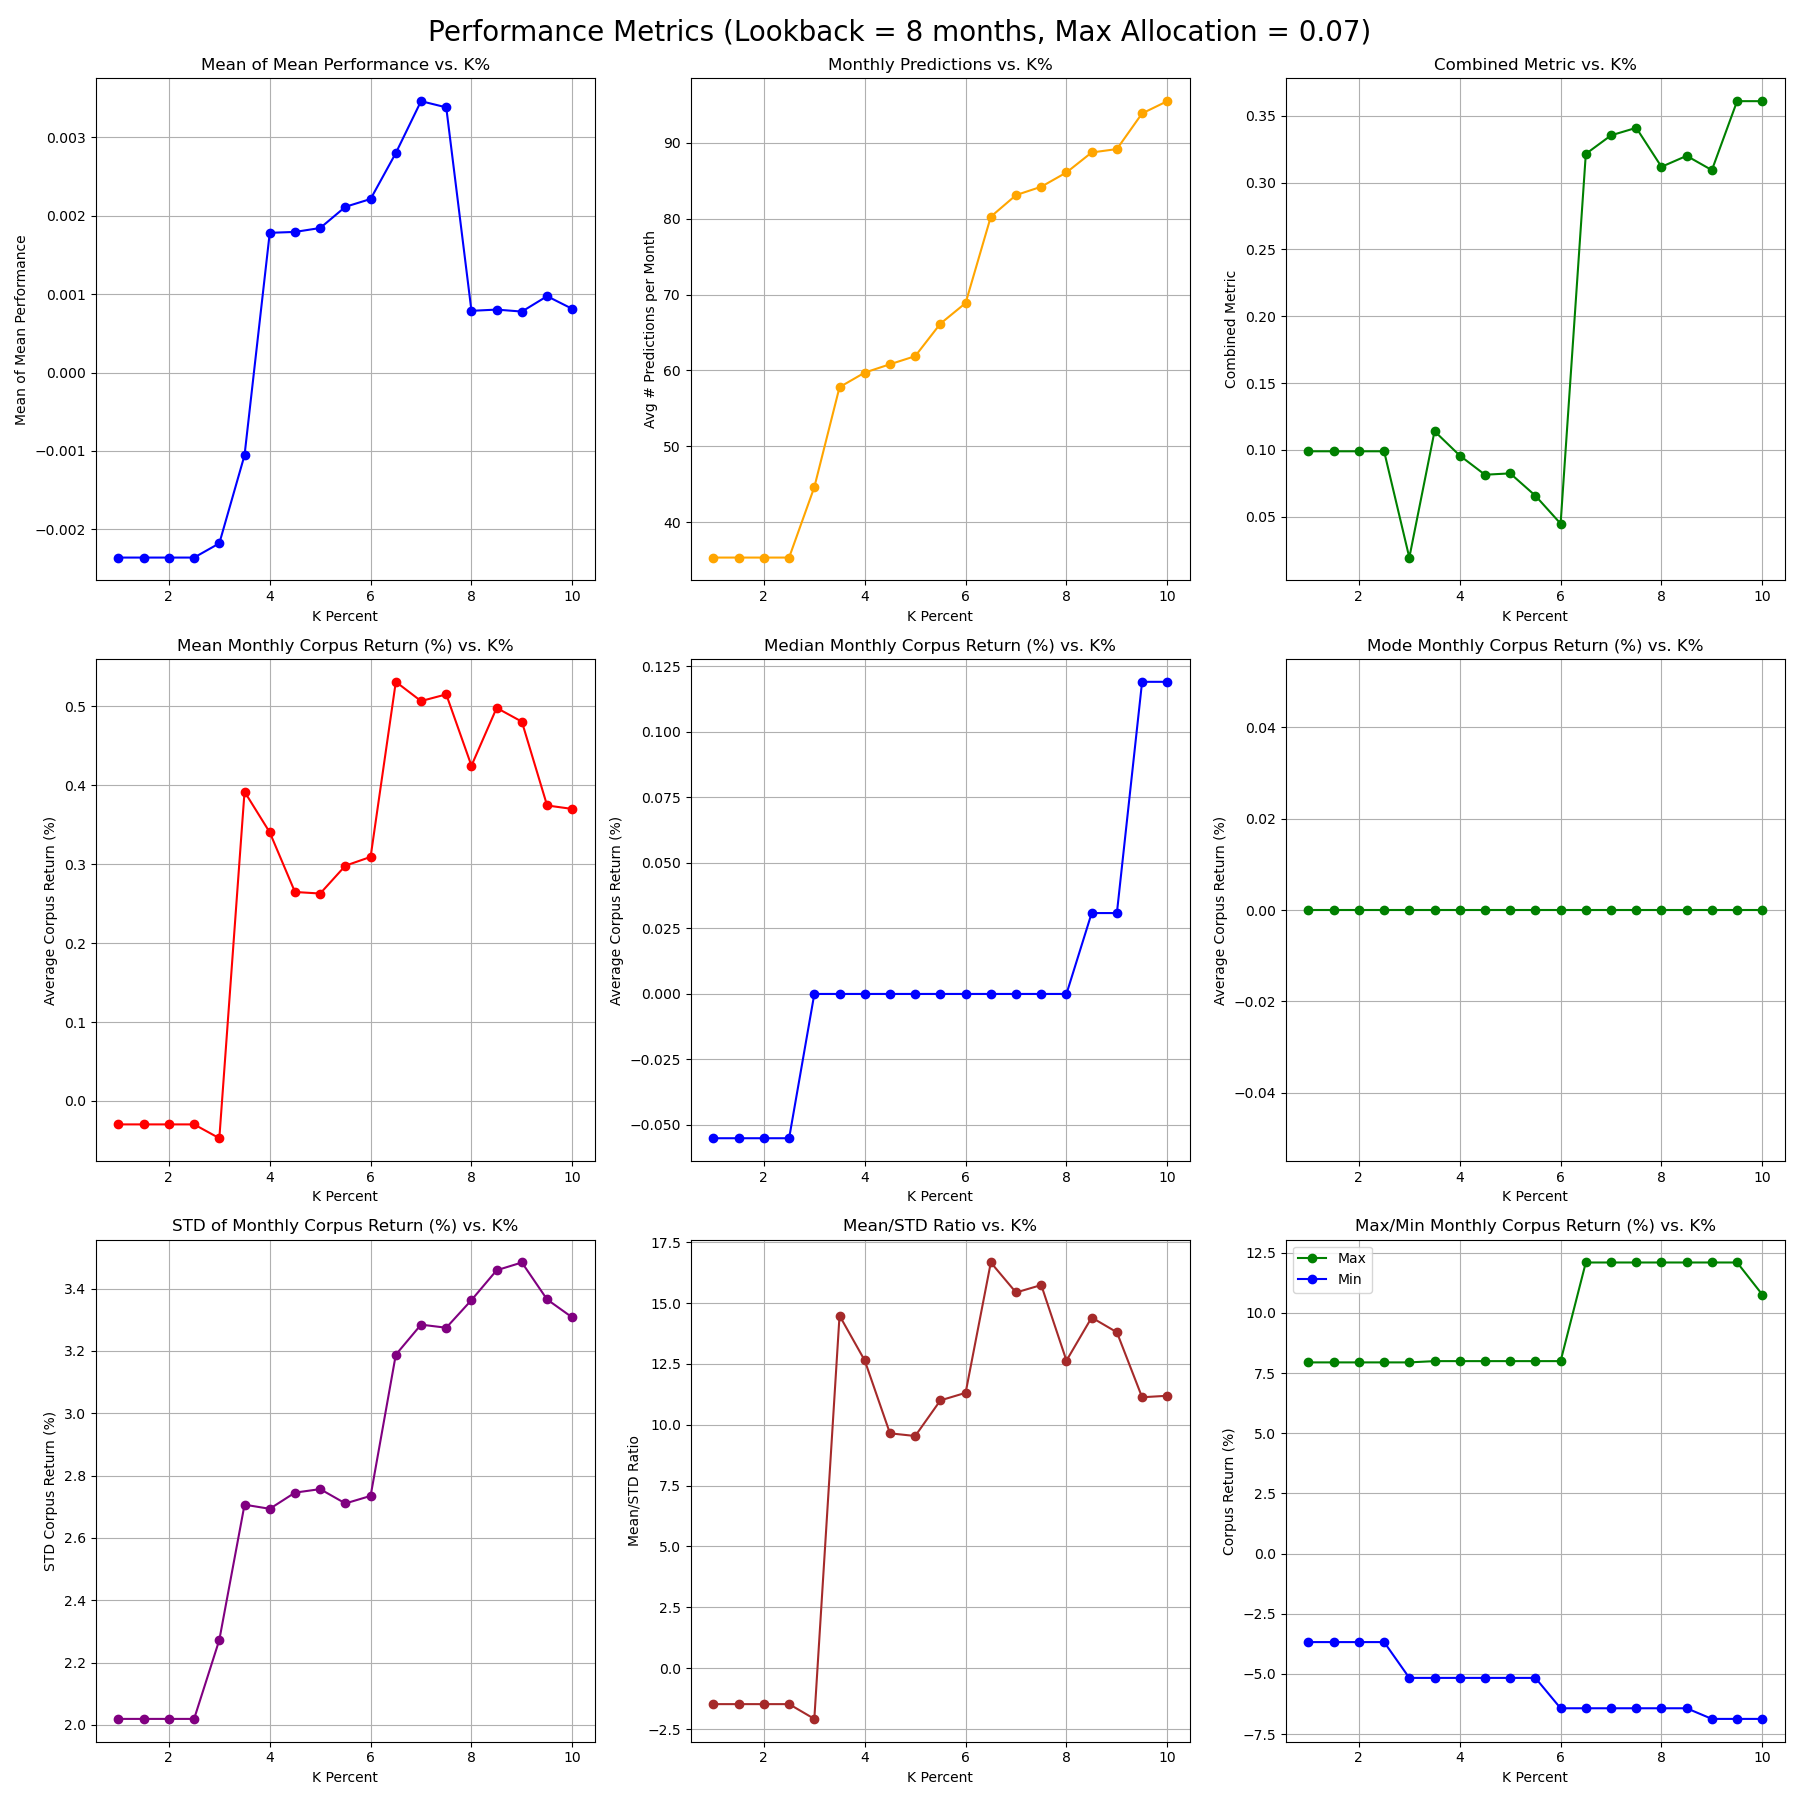 Performance Metrics (Lookback = 8 months, Max Allocation = 0.07)
Mean of Mean Performance vs. K%
Mean of Mean Performance
0.003
0.002
0.001
0.000
−0.001
−0.002
2 4 6 8 10
K Percent
Monthly Predictions vs. K%
Avg # Predictions per Month
90
80
70
60
50
40
2 4 6 8 10
K Percent
Combined Metric vs. K%
Combined Metric
0.35
0.30
0.25
0.20
0.15
0.10
0.05
2 4 6 8 10
K Percent
Mean Monthly Corpus Return (%) vs. K%
Average Corpus Return (%)
0.5
0.4
0.3
0.2
0.1
0.0
2 4 6 8 10
K Percent
Median Monthly Corpus Return (%) vs. K%
Average Corpus Return (%)
0.125
0.100
0.075
0.050
0.025
0.000
−0.025
−0.050
2 4 6 8 10
K Percent
Mode Monthly Corpus Return (%) vs. K%
Average Corpus Return (%)
0.04
0.02
0.00
−0.02
−0.04
2 4 6 8 10
K Percent
STD of Monthly Corpus Return (%) vs. K%
STD Corpus Return (%)
3.4
3.2
3.0
2.8
2.6
2.4
2.2
2.0
2 4 6 8 10
K Percent
Mean/STD Ratio vs. K%
Mean/STD Ratio
17.5
15.0
12.5
10.0
7.5
5.0
2.5
0.0
−2.5
2 4 6 8 10
K Percent
Max/Min Monthly Corpus Return (%) vs. K%
Corpus Return (%)
Max
Min
12.5
10.0
7.5
5.0
2.5
0.0
−2.5
−5.0
−7.5
2 4 6 8 10
K Percent